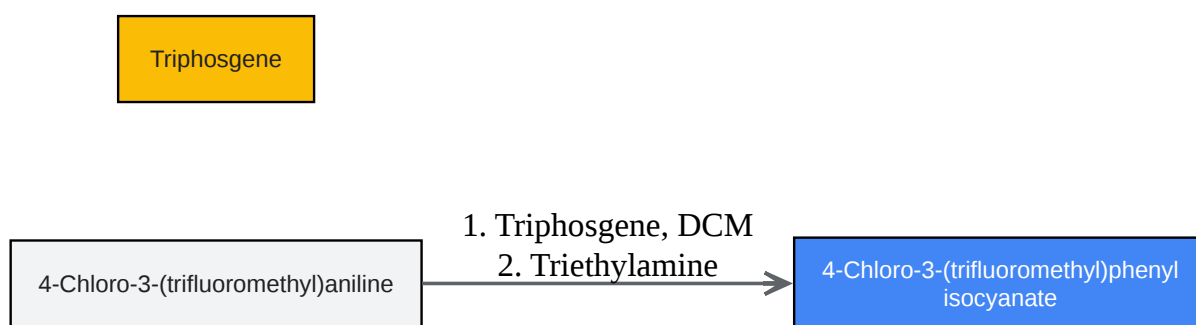 Triphosgene
1. Triphosgene, DCM
2. Triethylamine
4-Chloro-3-(trifluoromethyl)aniline
4-Chloro-3-(trifluoromethyl)phenyl
isocyanate